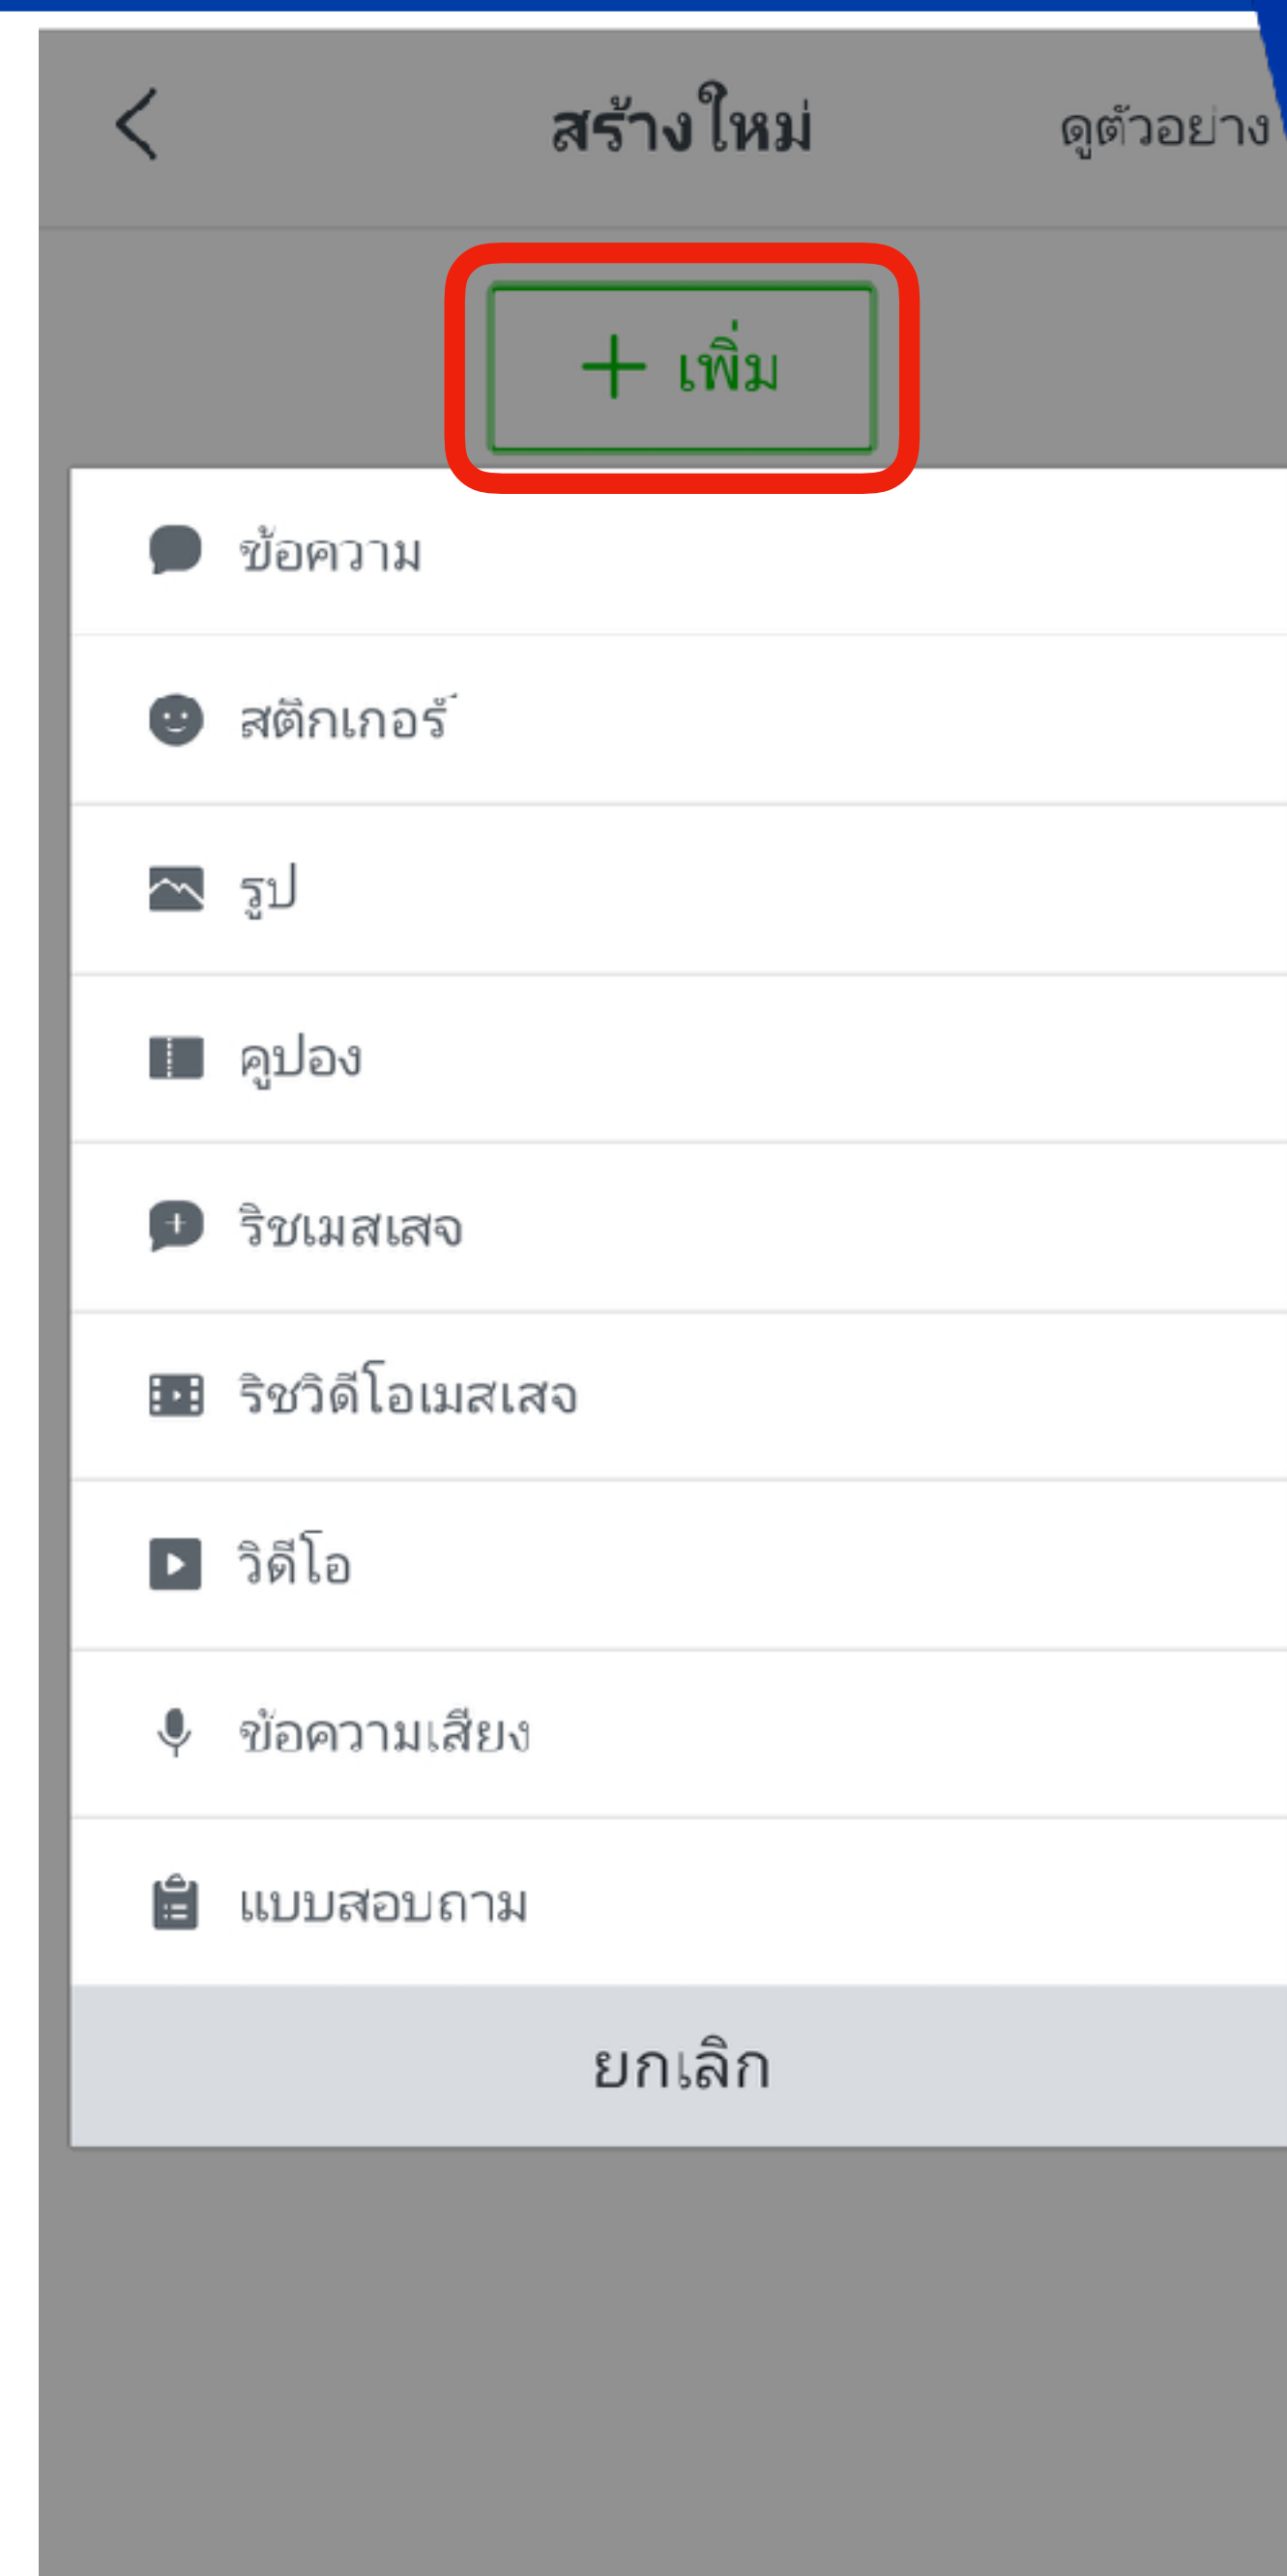 สร้างใหม่ ดูตัวอย่าง
+ เพิ่ม
ข้อความ
สติกเกอร์
รูป
คูปอง
ริชเมสเสจ
ริชวิดีโอเมสเสจ
วิดีโอ
ข้อความเสียง
แบบสอบถาม
ยกเลิก